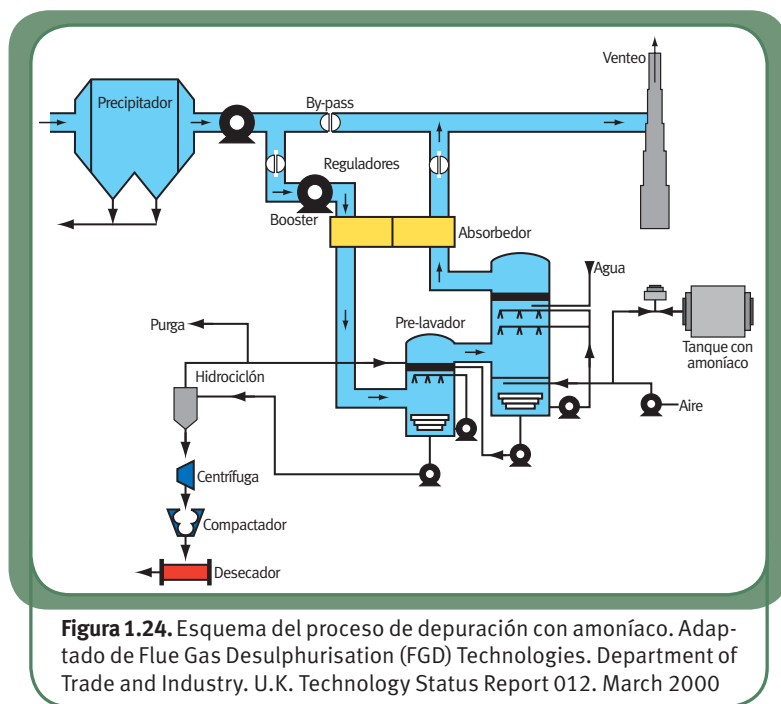 Venteo
Precipitador
By-pass
Reguladores
Booster
Absorbedor
Agua
Purga
Pre-lavador
Tanque con
amoníaco
Hidrociclón
Aire
Centrífuga
Compactador
Desecador
Figura 1.24. Esquema del proceso de depuración con amoníaco. Adap-
tado de Flue Gas Desulphurisation (FGD) Technologies. Department of
Trade and Industry. U.K. Technology Status Report 012. March 2000